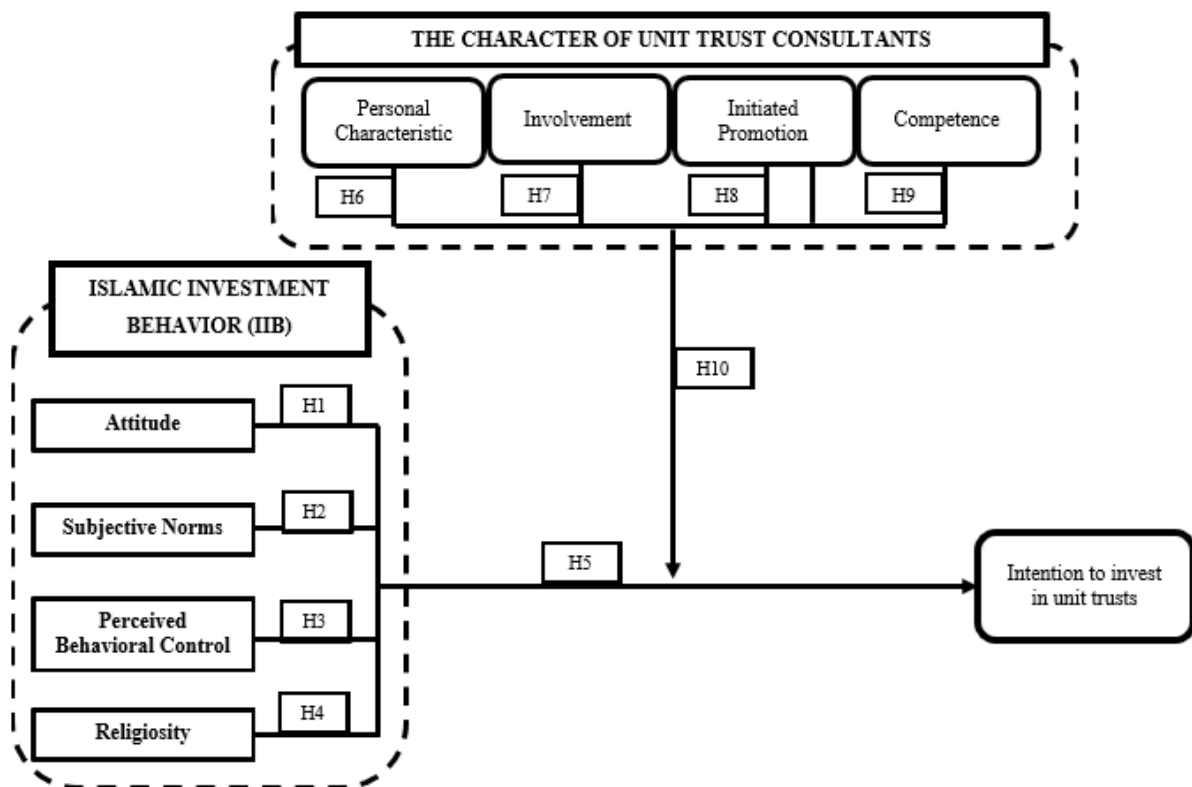 THE CHARACTER OF UNIT TRUST CONSULTANTS
Personal
Characteristic
Involvement
Initiated
Promotion
Competence
H6
H7
H8
H9
ISLAMIC INVESTMENT
BEHAVIOR (IIB)
H10
Attitude
H1
Subjective Norms
H2
H5
Intention to invest
in unit trusts
Perceived
Behavioral Control
H3
Religiosity
H4